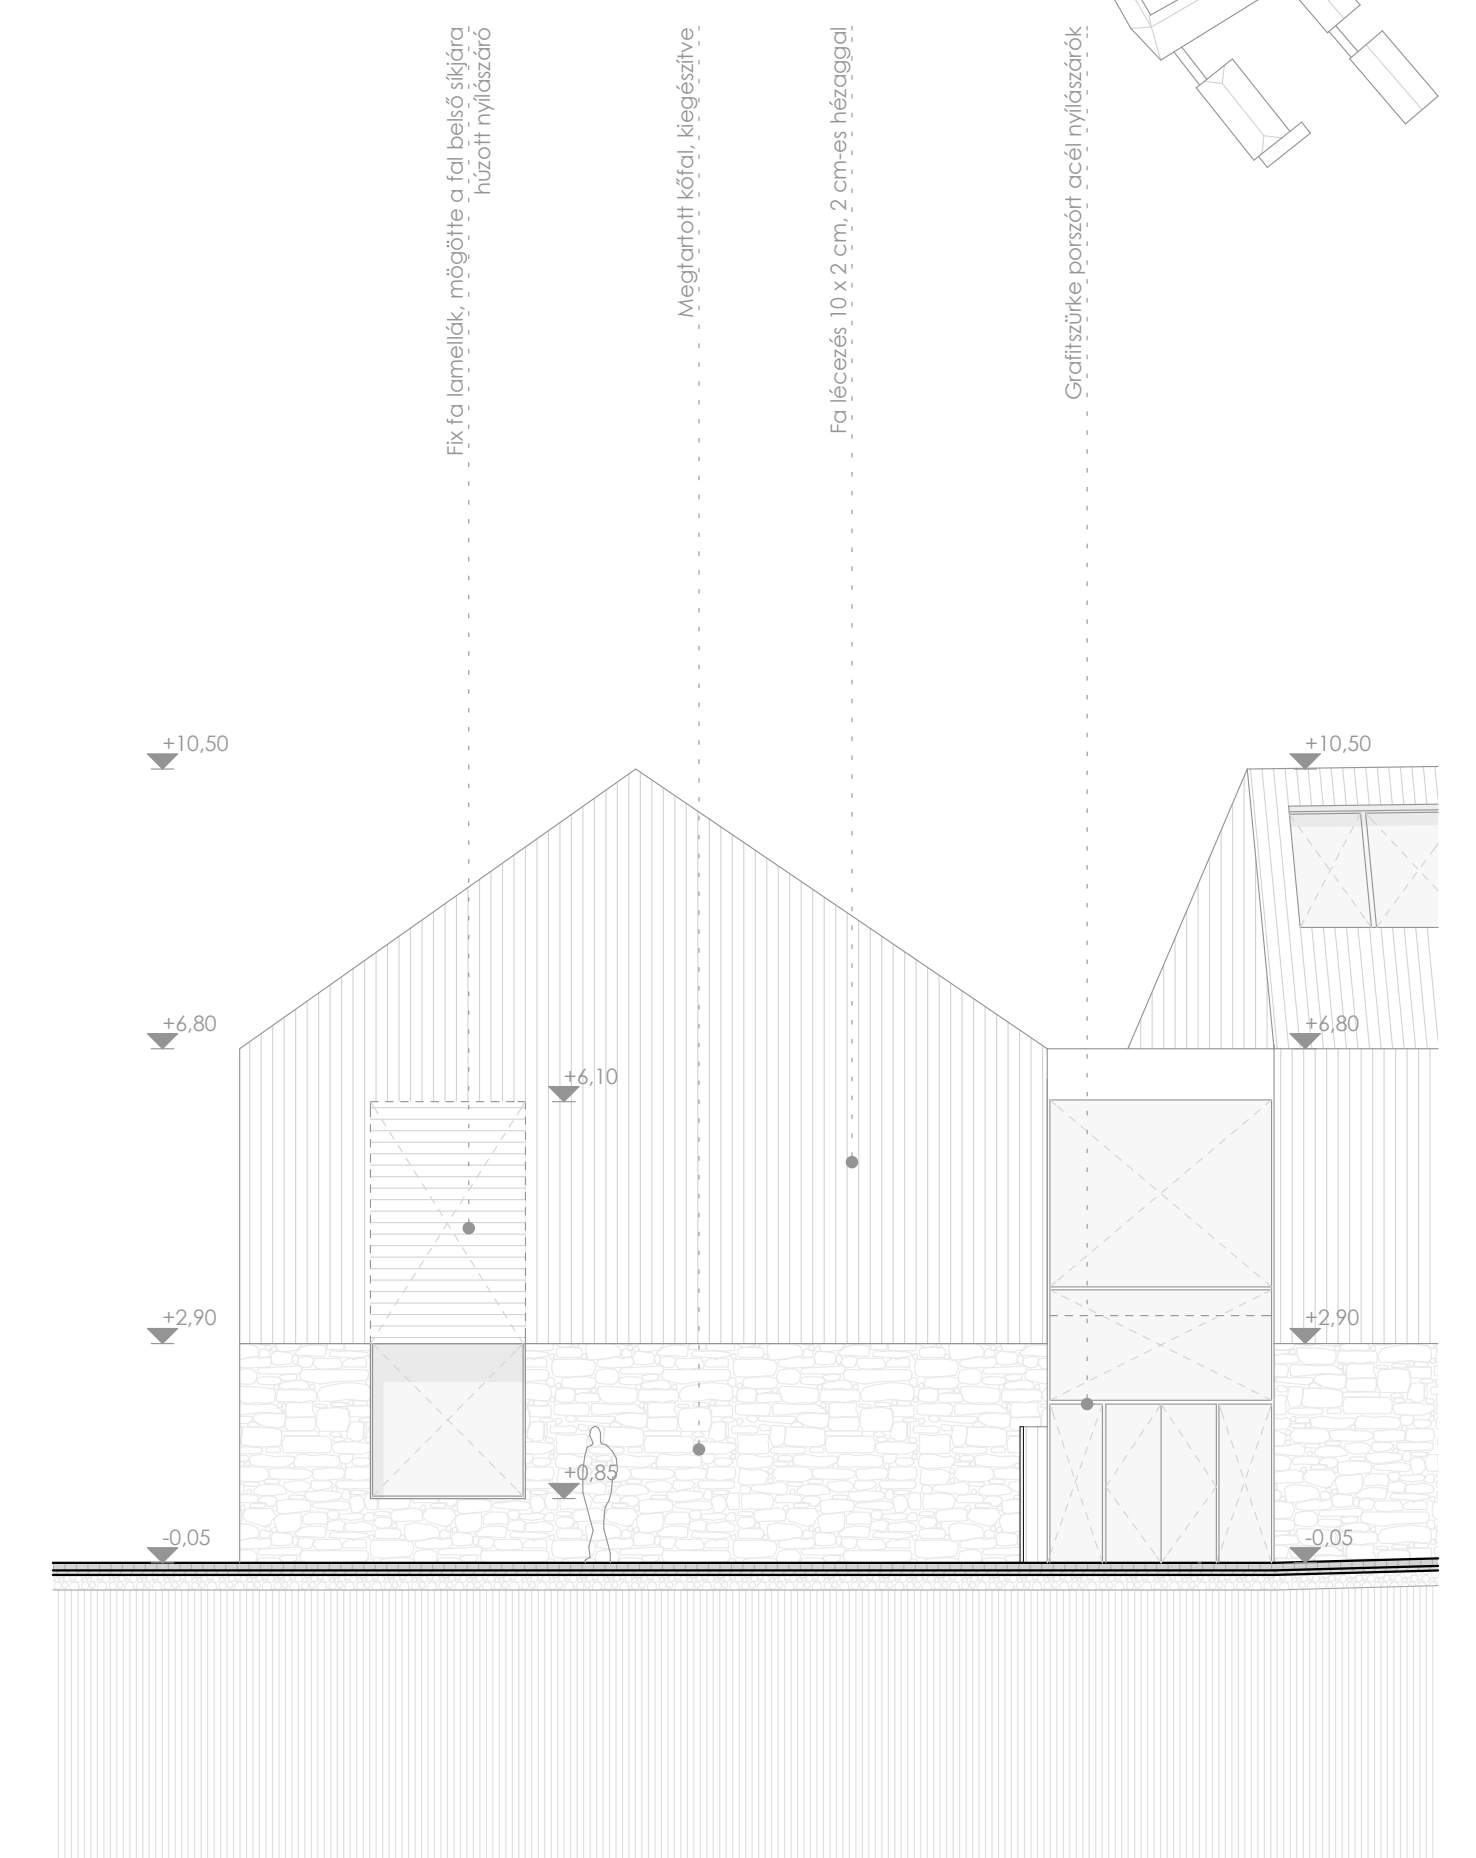 Fix fa lamellák, mögötte a fal belső síkjára
húzott nyílászáró
Megtartott kőfal, kiegészítve
Fa lécezés 10 x 2 cm, 2 cm-es hézaggal
Grafitszürke porszórt acél nyílászárók
+10,50
+10,50
+6,80
+6,80
+6,10
+2,90
+2,90
+0,85
-0,05
-0,05